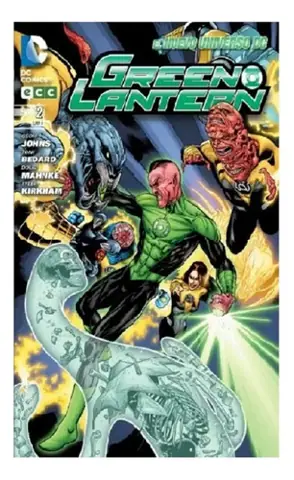 EL NUEVO UNIVERSO DC
DC
COMICS
ecc
GREEN
LANTERN
2
JOHNS
BEDARD
MAHNKE
KIRKHAM